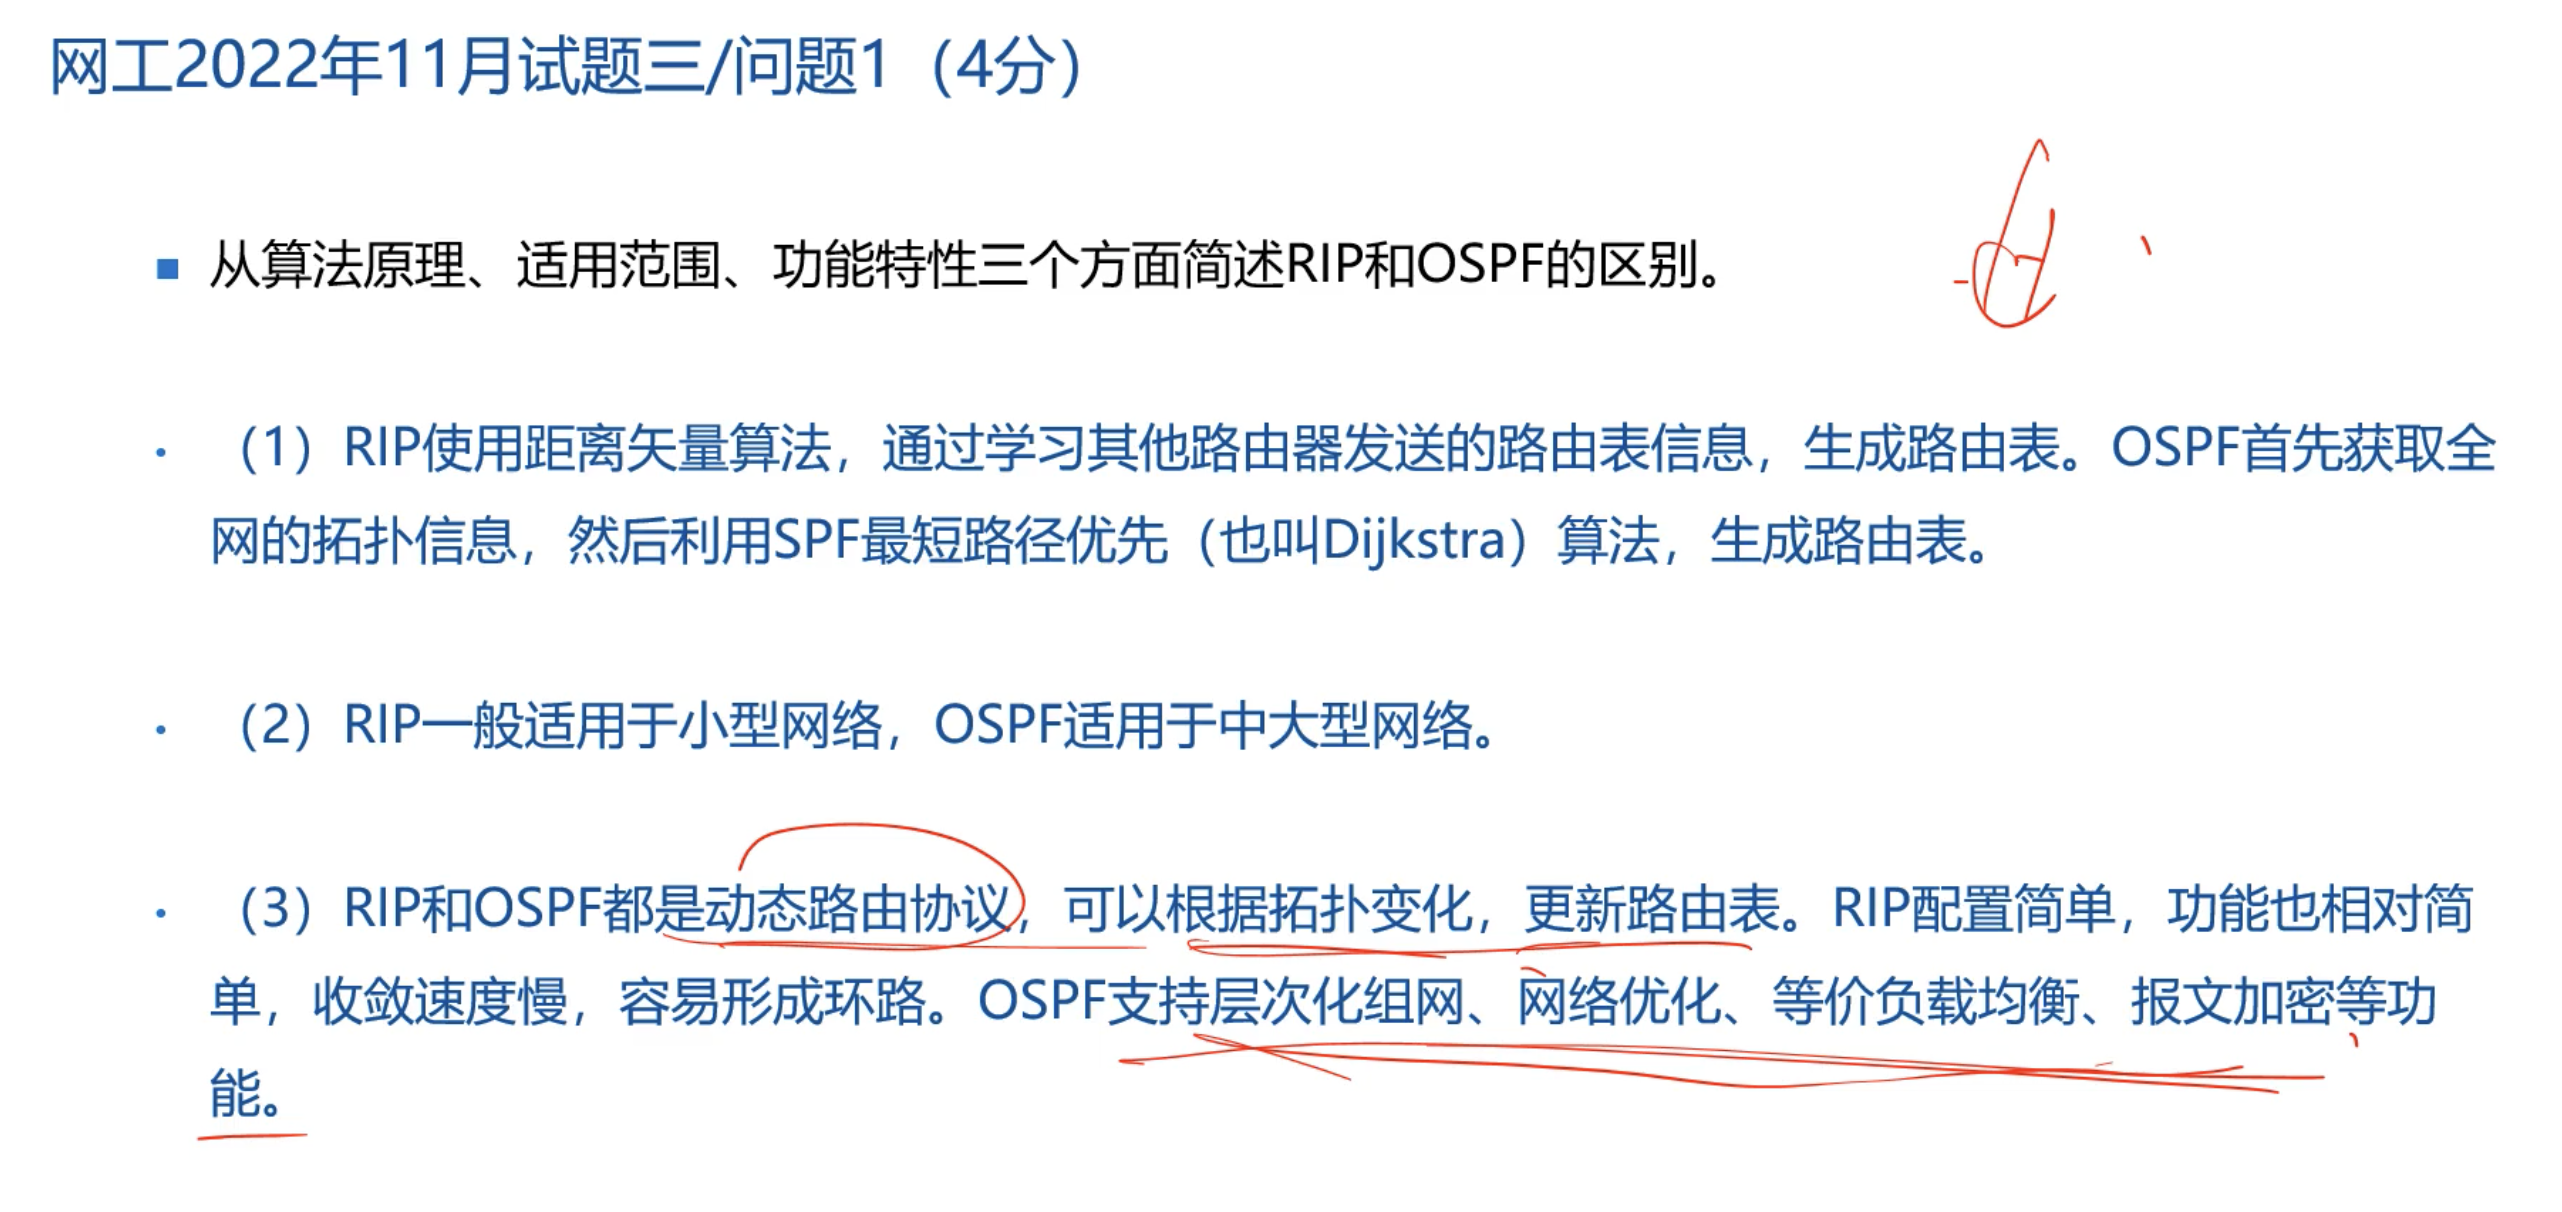 网工2022年11月试题三/问题1（4分）
■ 从算法原理、适用范围、功能特性三个方面简述RIP和OSPF的区别。
• （1）RIP使用距离矢量算法，通过学习其他路由器发送的路由表信息，生成路由表。OSPF首先获取全
网的拓扑信息，然后利用SPF最短路径优先（也叫Dijkstra）算法，生成路由表。
• （2）RIP一般适用于小型网络，OSPF适用于中大型网络。
• （3）RIP和OSPF都是动态路由协议，可以根据拓扑变化，更新路由表。RIP配置简单，功能也相对简
单，收敛速度慢，容易形成环路。OSPF支持层次化组网、网络优化、等价负载均衡、报文加密等功
能。